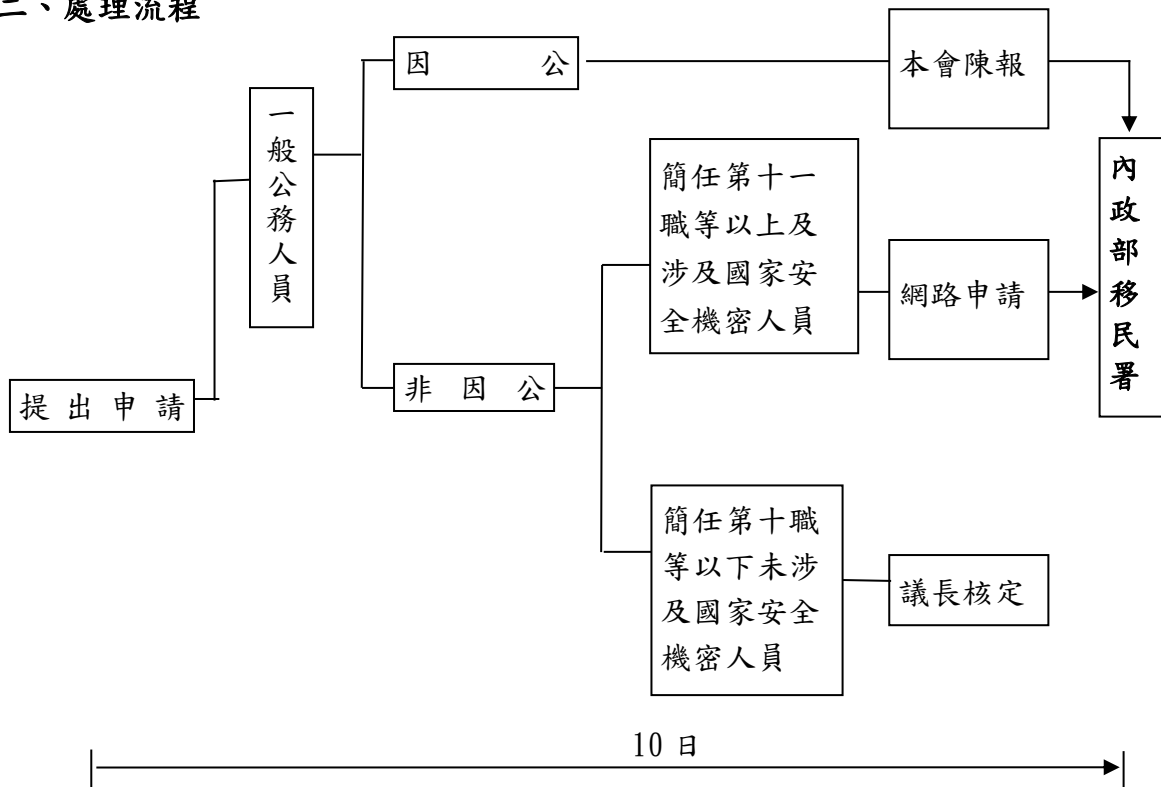 二、處理流程
因 公
本會陳報
一般公務人員
簡任第十一
職等以上及
涉及國家安
全機密人員
網路申請
內政部移民署
非 因 公
提 出 申 請
簡任第十職
等以下未涉
及國家安全
機密人員
議長核定
10 日